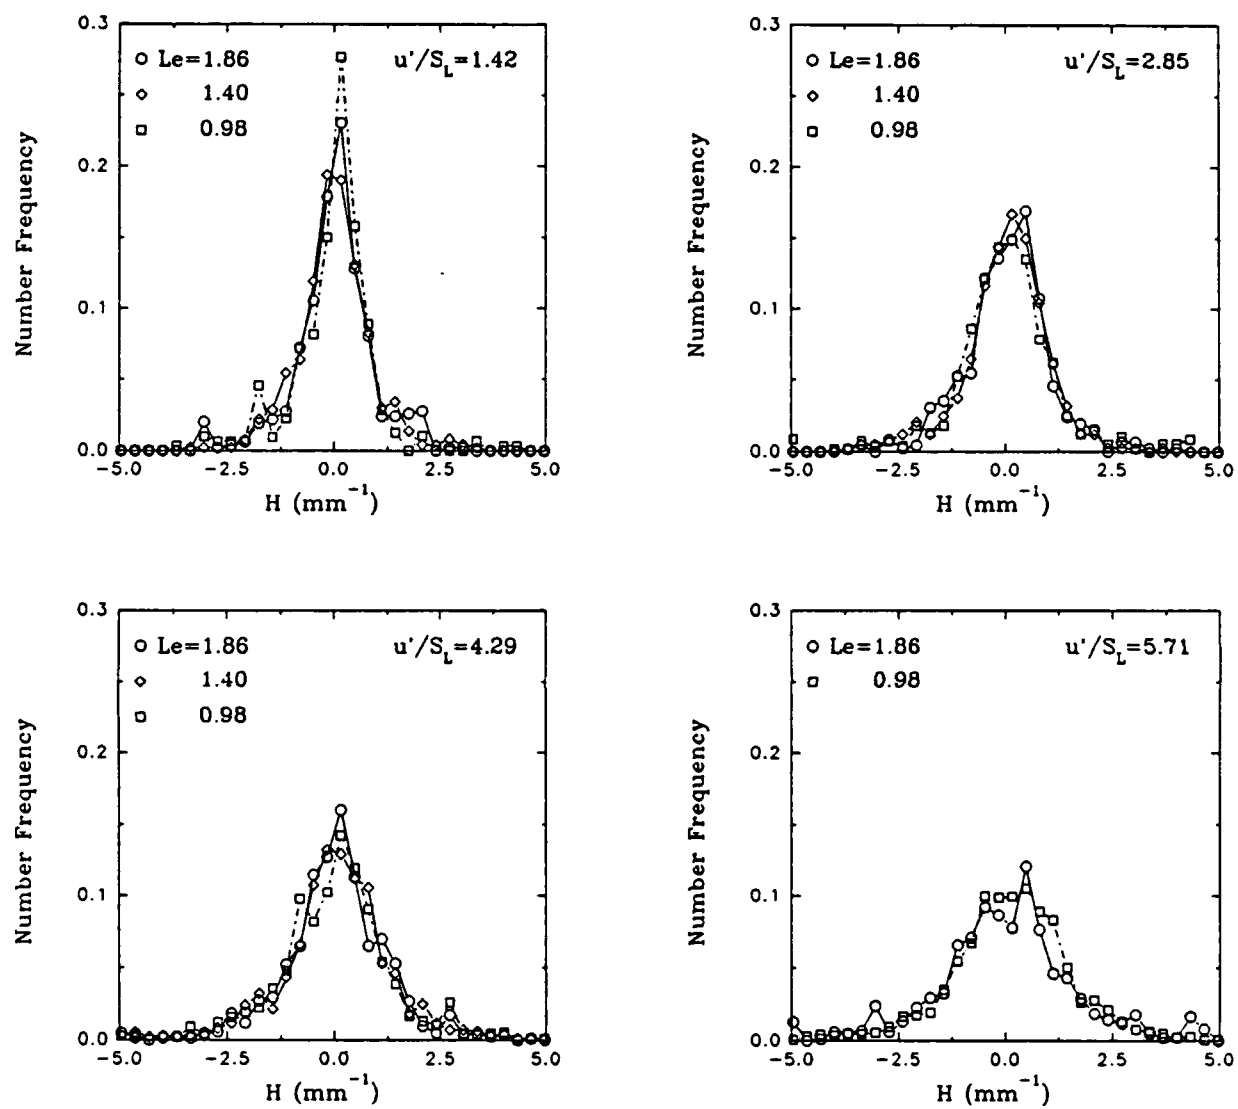 0.3
Le=1.86 u'/S_L=1.42
1.40
0.98
0.2
Number Frequency
0.1
0.0
-5.0 -2.5 0.0 2.5 5.0
H (mm^-1)
0.3
Le=1.86 u'/S_L=2.85
1.40
0.98
0.2
Number Frequency
0.1
0.0
-5.0 -2.5 0.0 2.5 5.0
H (mm^-1)
0.3
Le=1.86 u'/S_L=4.29
1.40
0.98
0.2
Number Frequency
0.1
0.0
-5.0 -2.5 0.0 2.5 5.0
H (mm^-1)
0.3
Le=1.86 u'/S_L=5.71
0.98
0.2
Number Frequency
0.1
0.0
-5.0 -2.5 0.0 2.5 5.0
H (mm^-1)